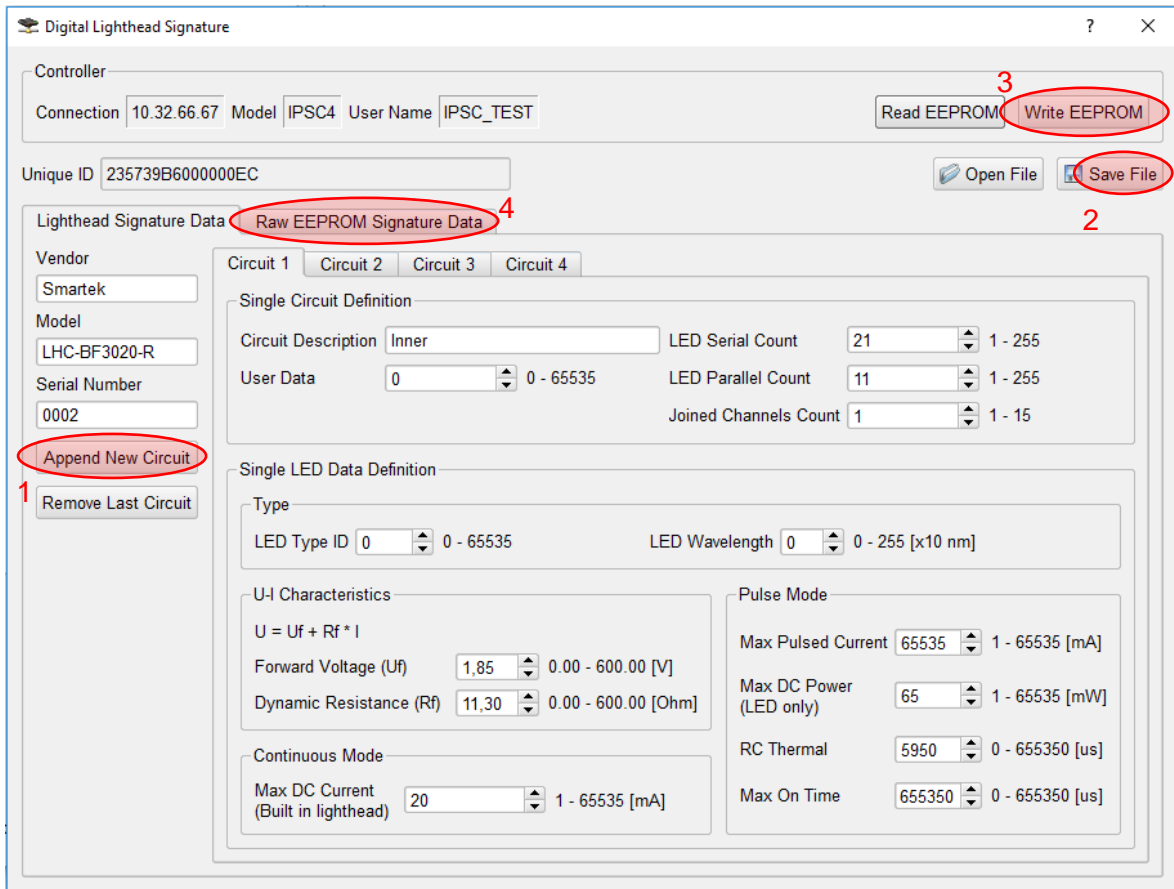 Digital Lighthead Signature ?
Controller
Connection 10.32.66.67 Model IPSC4 User Name IPSC_TEST Read EEPROM Write EEPROM
3
Unique ID 235739B6000000EC Open File Save File
2
Lighthead Signature Data Raw EEPROM Signature Data
4
Vendor
Smartek
Model
LHC-BF3020-R
Serial Number
0002
Append New Circuit
1
Remove Last Circuit
Circuit 1 Circuit 2 Circuit 3 Circuit 4
Single Circuit Definition
Circuit Description Inner LED Serial Count 21 1 - 255
User Data 0 0 - 65535 LED Parallel Count 11 1 - 255
Joined Channels Count 1 1 - 15
Single LED Data Definition
Type
LED Type ID 0 0 - 65535 LED Wavelength 0 0 - 255 [x10 nm]
U-I Characteristics
U = Uf + Rf * I
Forward Voltage (Uf) 1,85 0.00 - 600.00 [V]
Dynamic Resistance (Rf) 11,30 0.00 - 600.00 [Ohm]
Continuous Mode
Max DC Current
(Built in lighthead) 20 1 - 65535 [mA]
Pulse Mode
Max Pulsed Current 65535 1 - 65535 [mA]
Max DC Power
(LED only) 65 1 - 65535 [mW]
RC Thermal 5950 0 - 655350 [us]
Max On Time 655350 0 - 655350 [us]